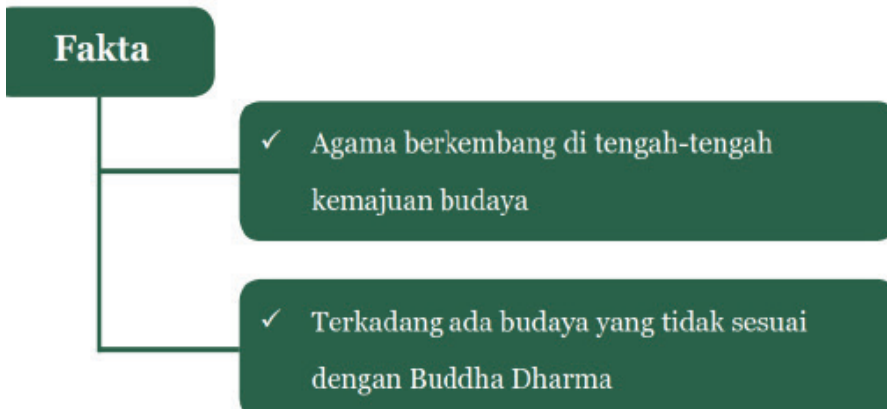 Fakta
✓ Agama berkembang di tengah-tengah
kemajuan budaya
✓ Terkadang ada budaya yang tidak sesuai
dengan Buddha Dharma